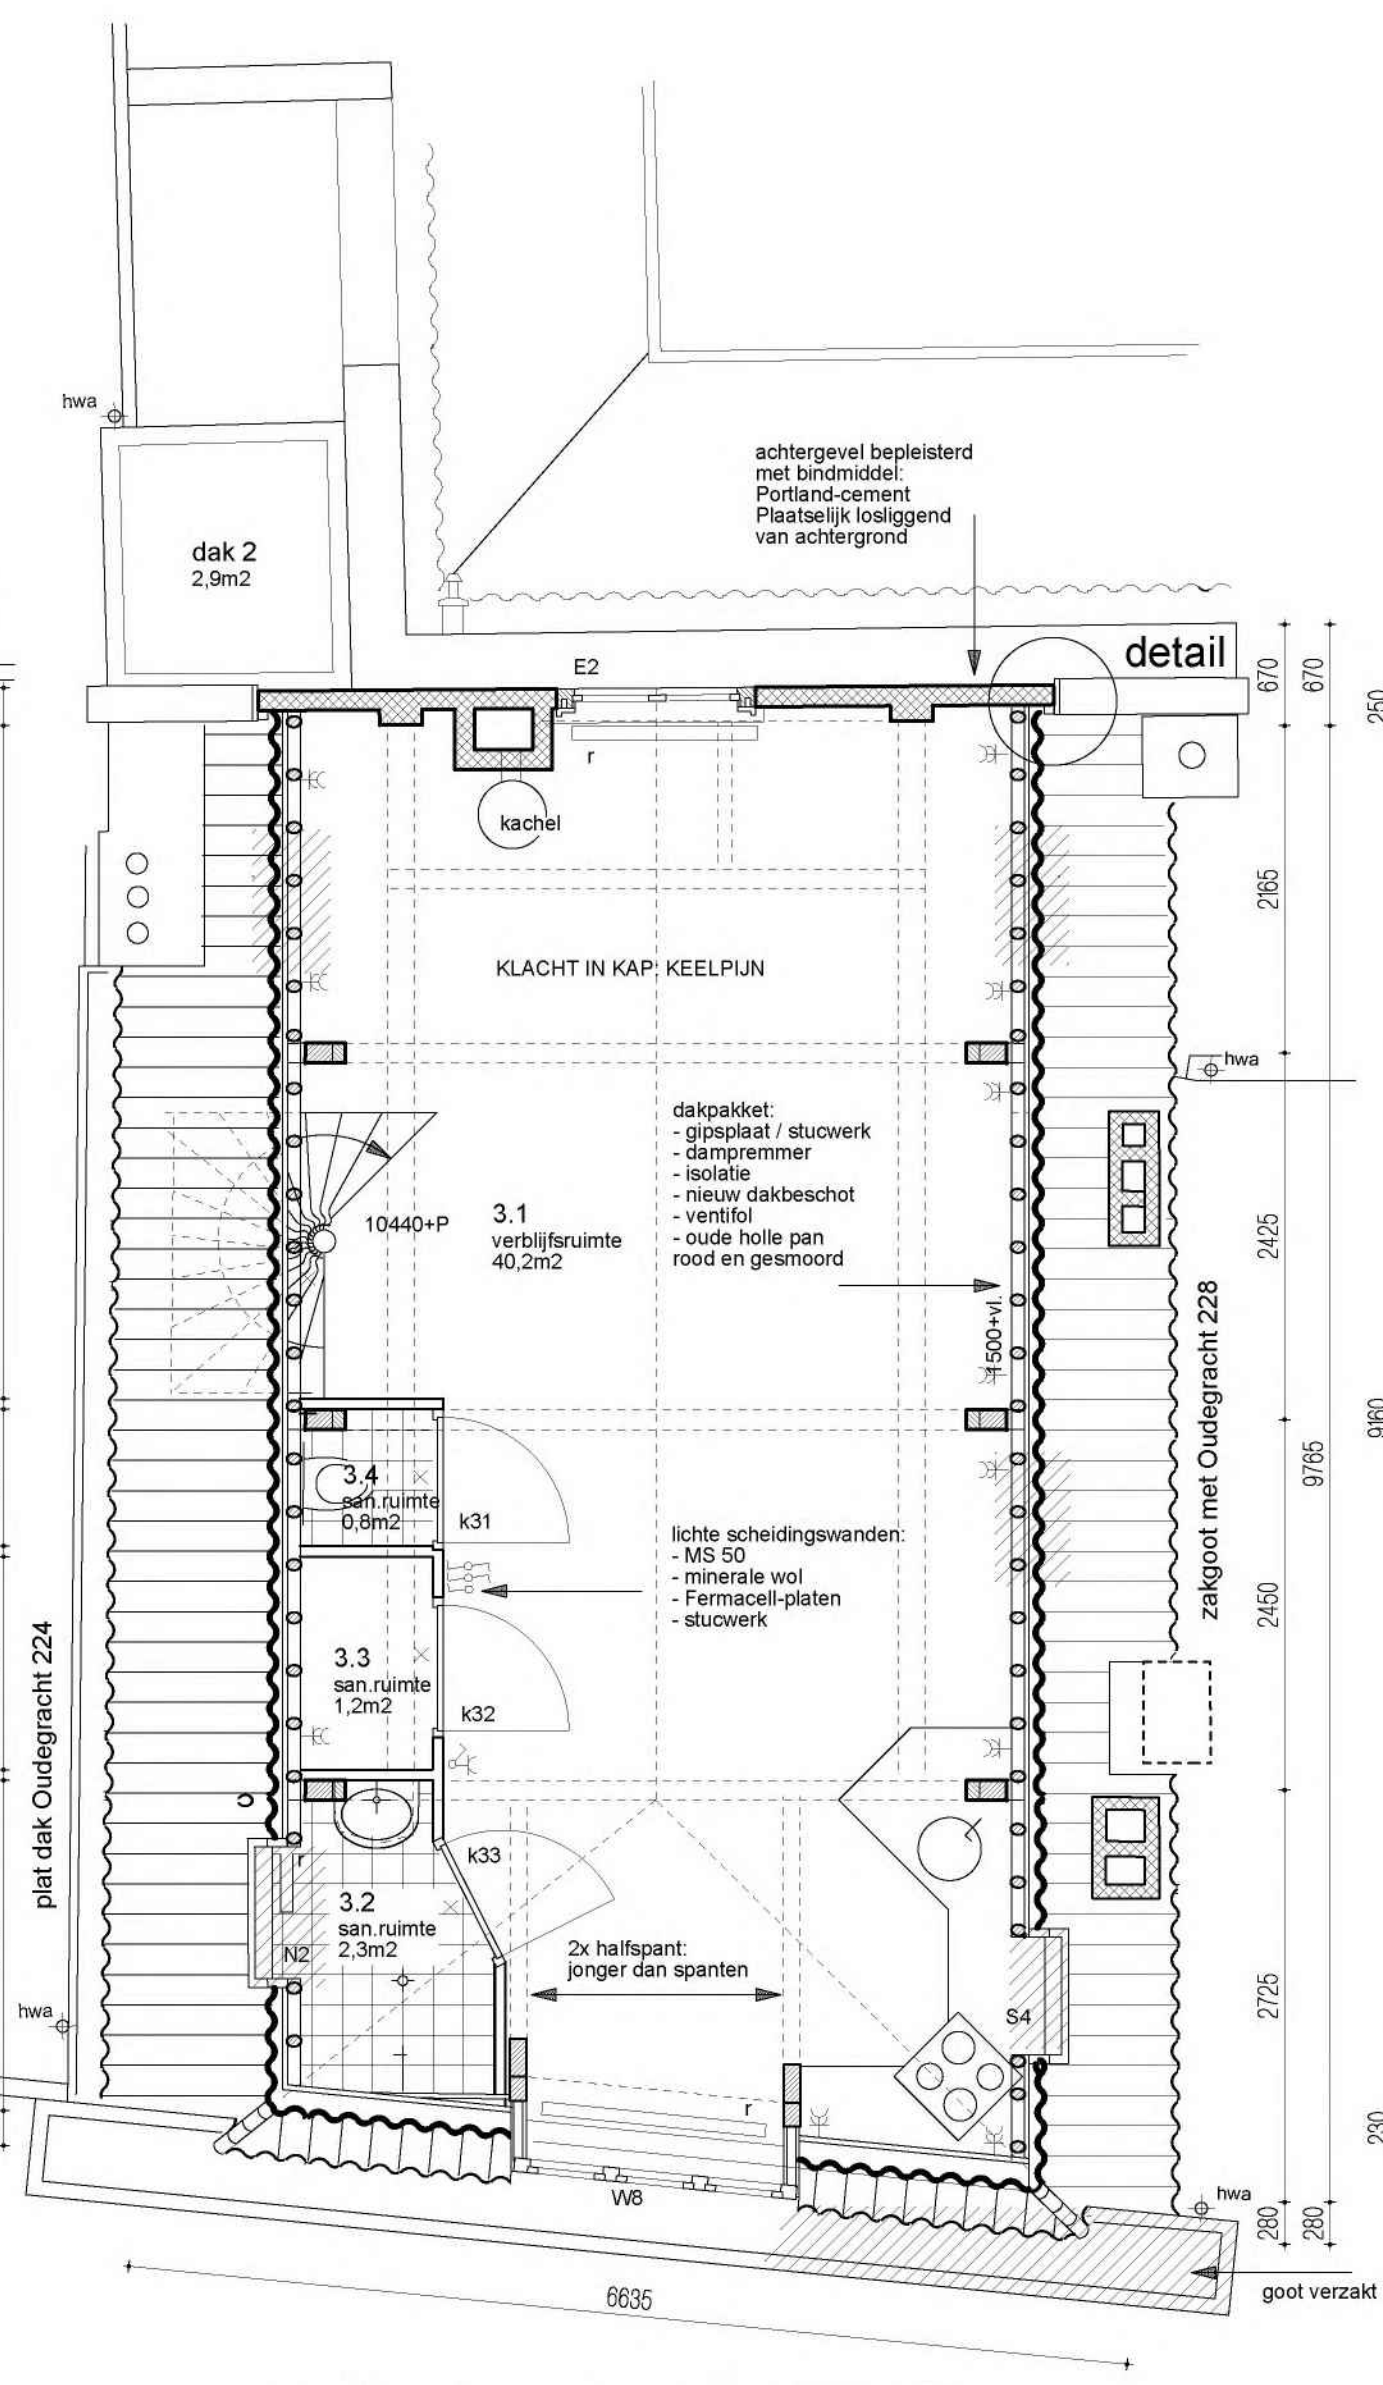 hwa
achtergevel bepleisterd
met bindmiddel:
Portland-cement
Plaatselijk losliggend
van achtergrond
dak 2
2,9m2
detail
E2
670
670
250
r
kachel
2165
KLACHT IN KAP: KEELPIJN
hwa
dakpakket:
- gipsplaat / stucwerk
- dampremmer
- isolatie
- nieuw dakbeschot
- ventifol
- oude holle pan
rood en gesmoord
10440+P
3.1
verblijfsruimte
40,2m2
2425
1500+vl.
zakgoot met Oudegracht 228
9160
9765
3.4
san.ruimte
0,8m2
k31
lichte scheidingswanden:
- MS 50
- minerale wol
- Fermacell-platen
- stucwerk
2450
plat dak Oudegracht 224
3.3
san.ruimte
1,2m2
k32
k33
r
3.2
san.ruimte
2,3m2
N2
2x halfspant:
jonger dan spanten
2725
S4
hwa
r
230
W8
hwa
280
280
6635
goot verzakt